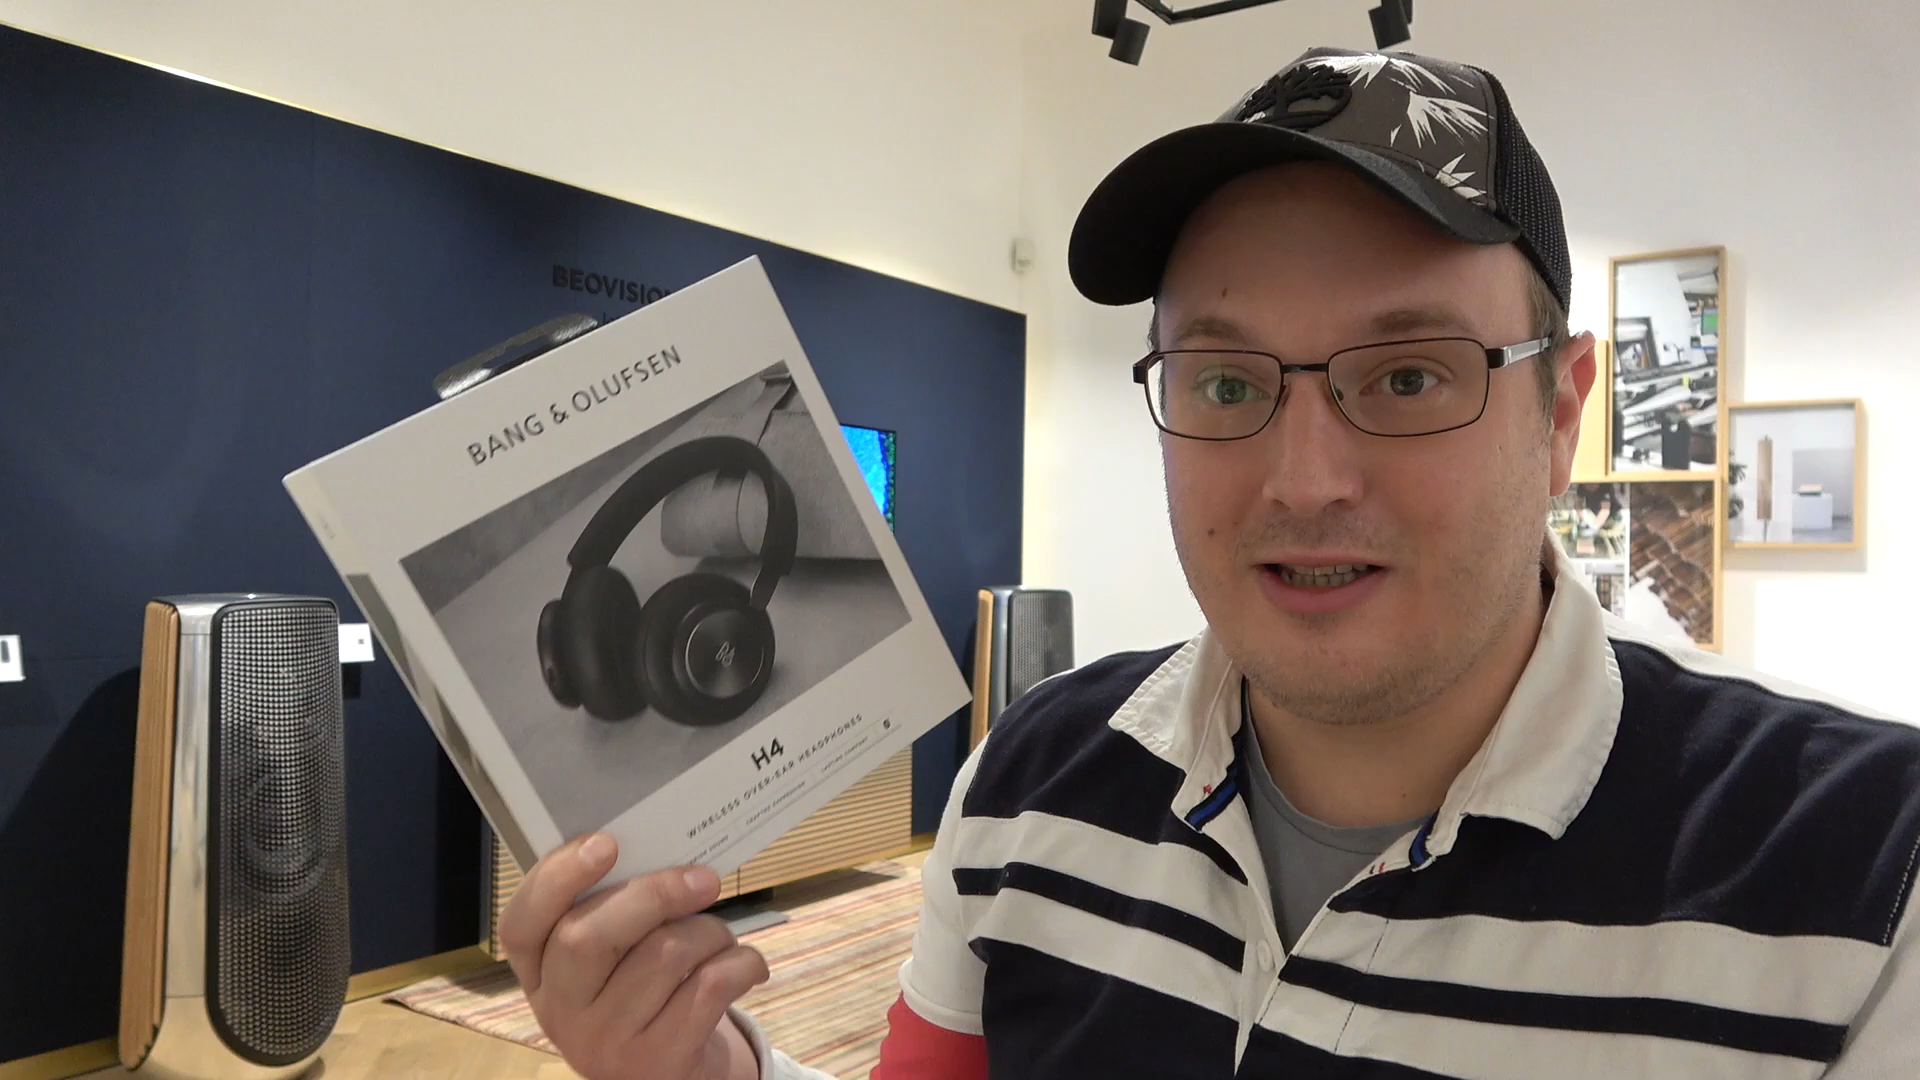 BEOVISION
BANG & OLUFSEN
H4
WIRELESS OVER-EAR HEADPHONES